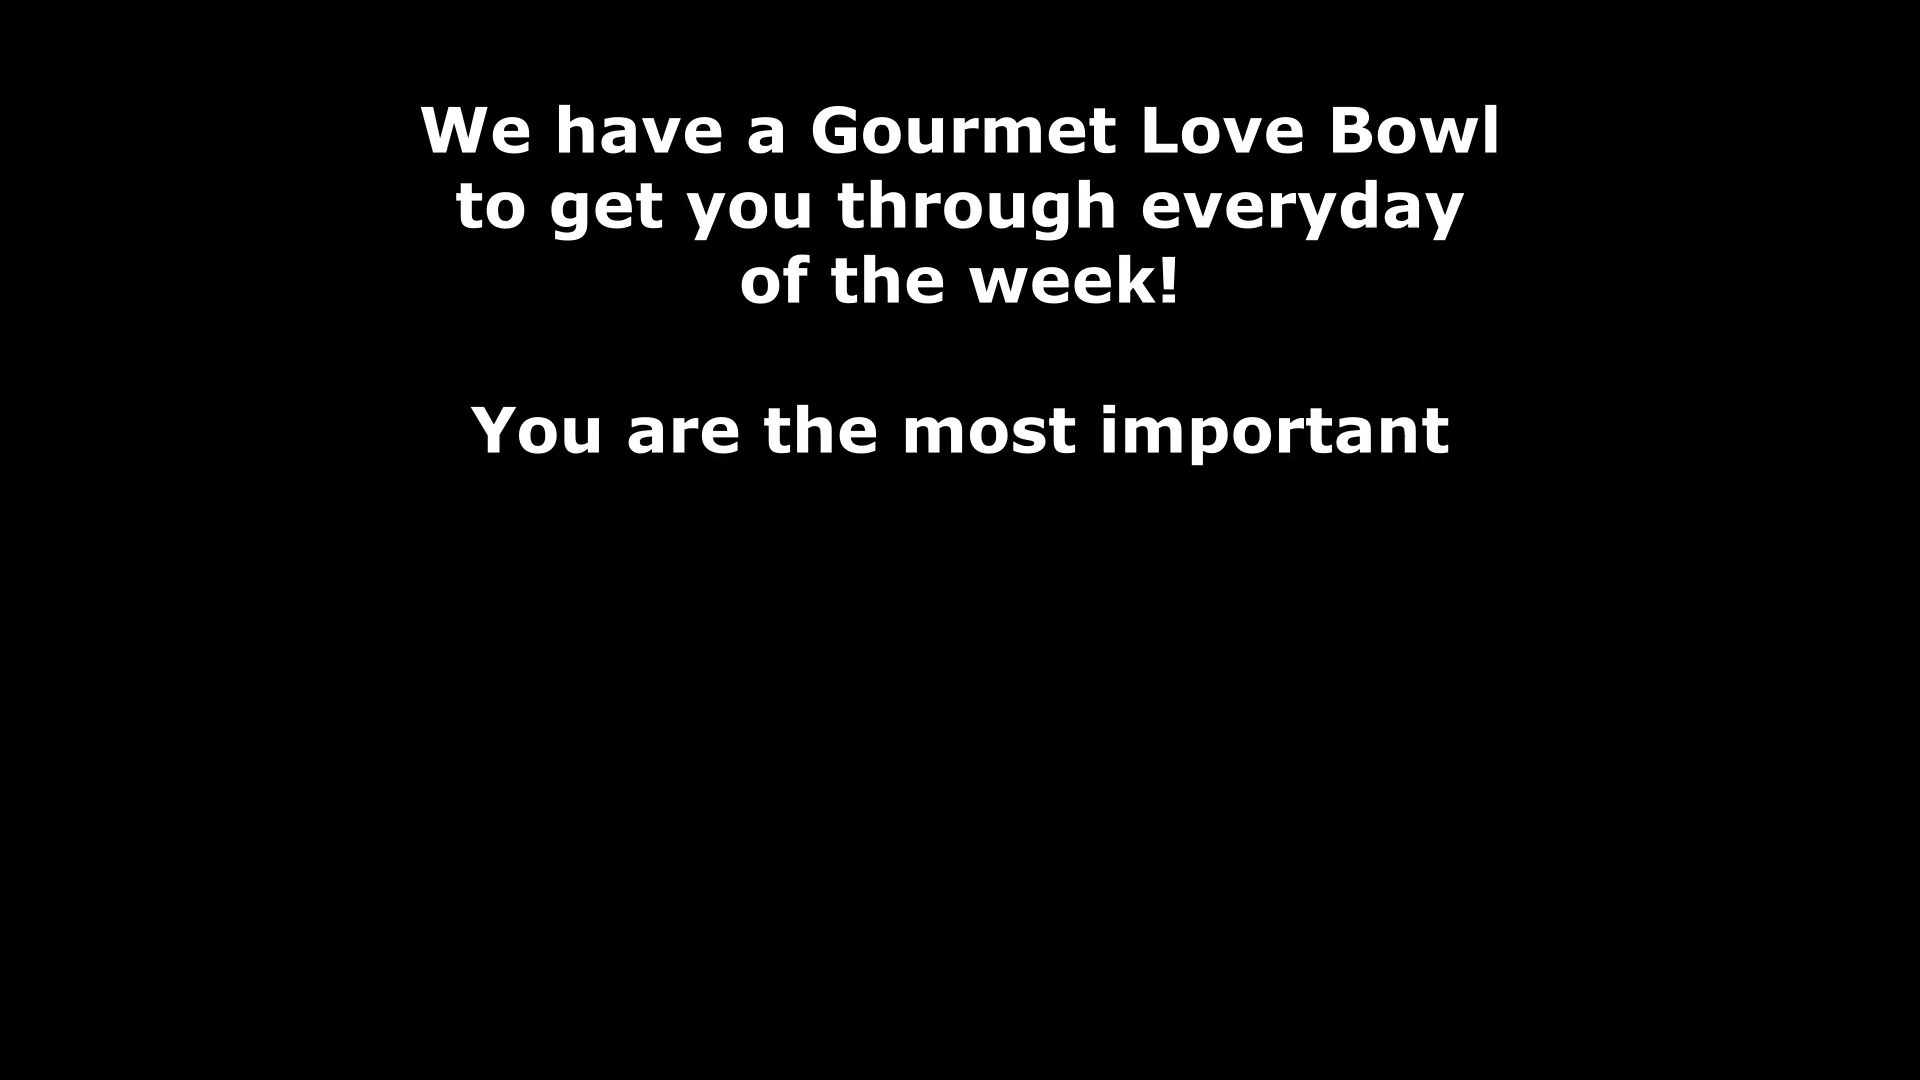 We have a Gourmet Love Bowl
to get you through everyday
of the week!
You are the most important